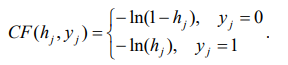 CF(h_j, y_j) = { −ln(1−h_j), y_j = 0
−ln(h_j), y_j = 1 .